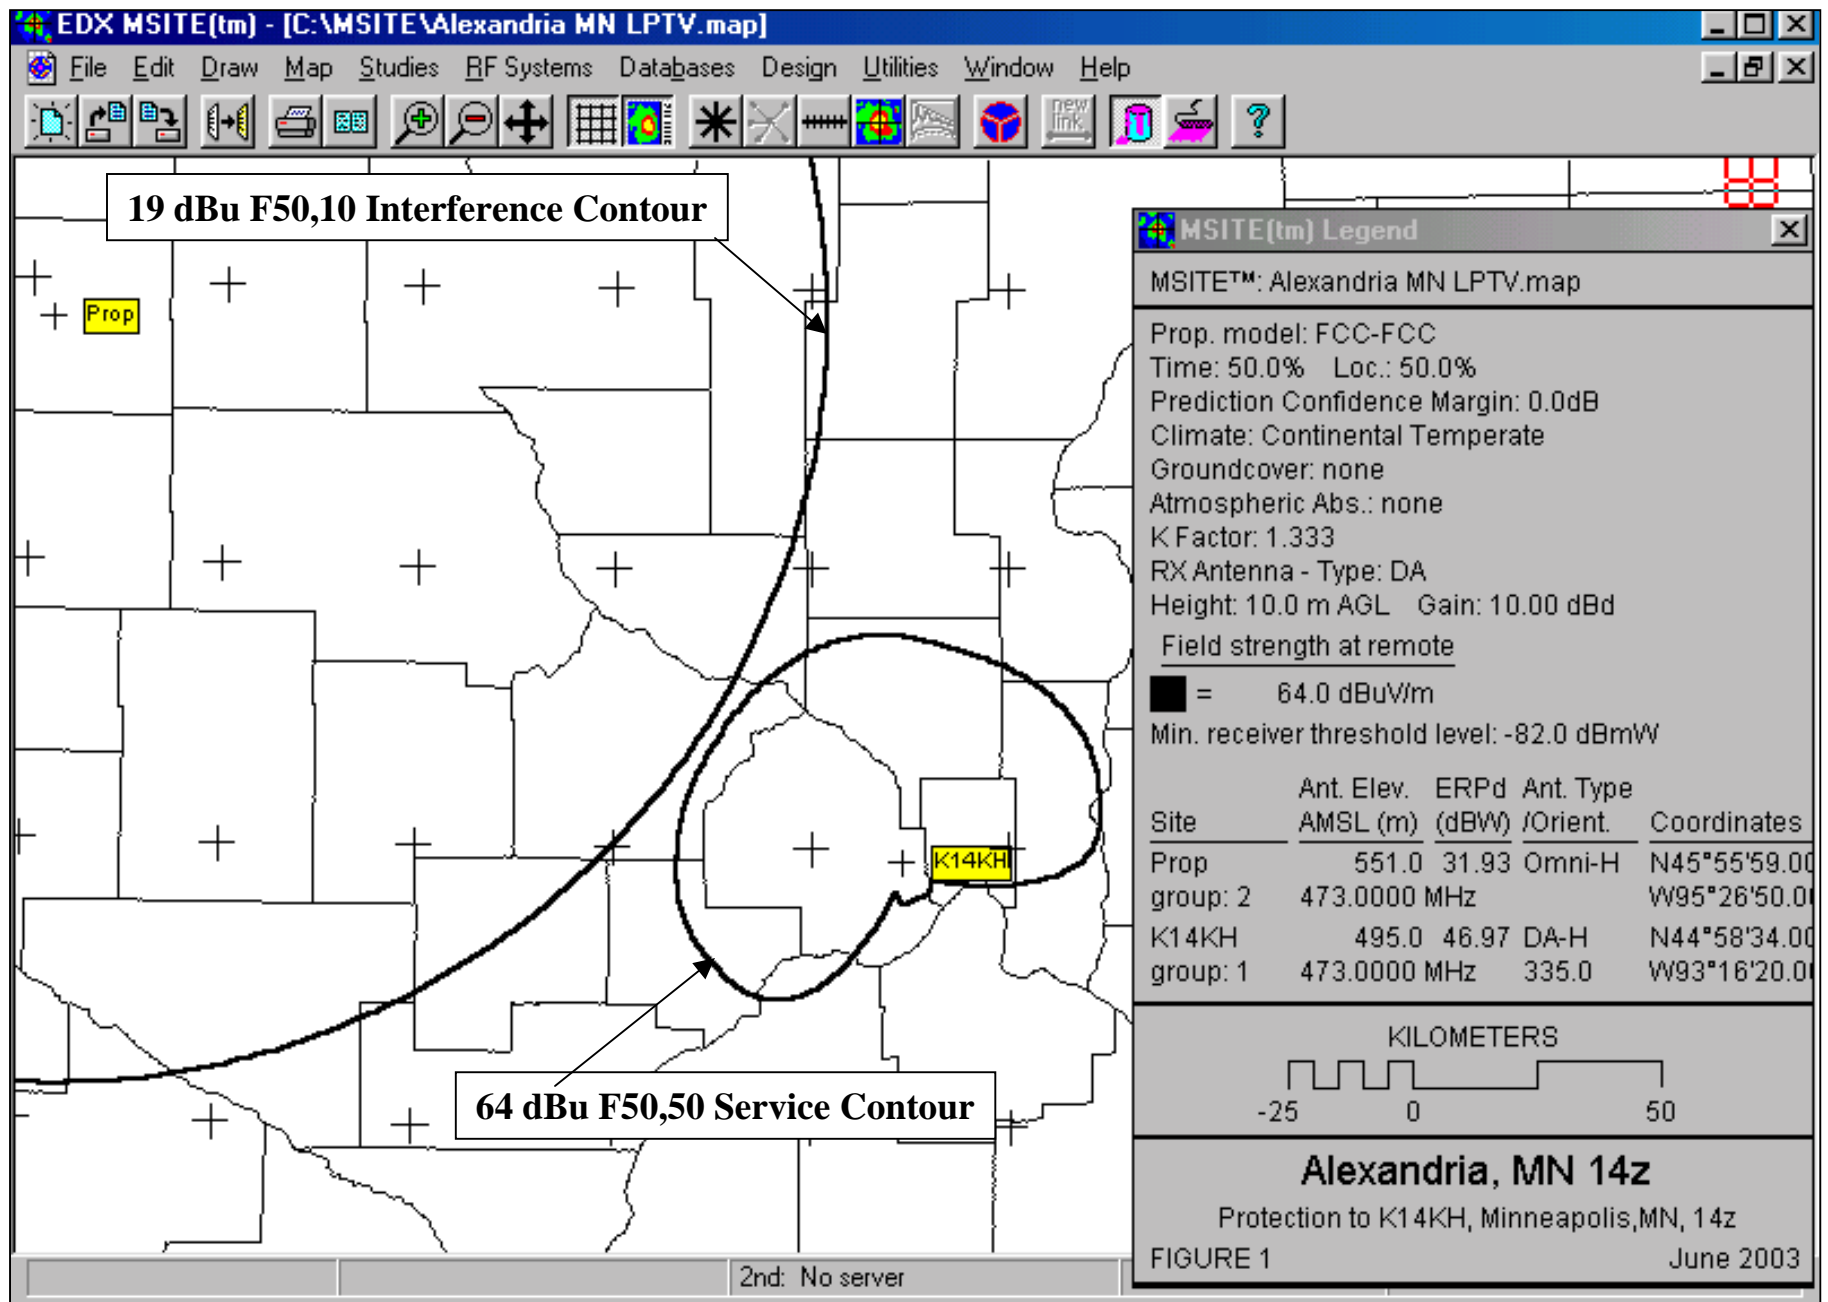 EDX MSITE(tm) - [C:\MSITE\Alexandria MN LPTV.map]
File Edit Draw Map Studies RF Systems Databases Design Utilities Window Help
new
link
?
19 dBu F50,10 Interference Contour
Prop
K14KH
64 dBu F50,50 Service Contour
MSITE(tm) Legend
MSITE™: Alexandria MN LPTV.map
Prop. model: FCC-FCC
Time: 50.0% Loc.: 50.0%
Prediction Confidence Margin: 0.0dB
Climate: Continental Temperate
Groundcover: none
Atmospheric Abs.: none
K Factor: 1.333
RX Antenna - Type: DA
Height: 10.0 m AGL Gain: 10.00 dBd
Field strength at remote
= 64.0 dBuV/m
Min. receiver threshold level: -82.0 dBmW
Ant. Elev. ERPd Ant. Type
Site AMSL (m) (dBW) /Orient. Coordinates
Prop 551.0 31.93 Omni-H N45°55'59.00
group: 2 473.0000 MHz W95°26'50.0
K14KH 495.0 46.97 DA-H N44°58'34.00
group: 1 473.0000 MHz 335.0 W93°16'20.0
KILOMETERS
-25 0 50
Alexandria, MN 14z
Protection to K14KH, Minneapolis,MN, 14z
FIGURE 1 June 2003
2nd: No server